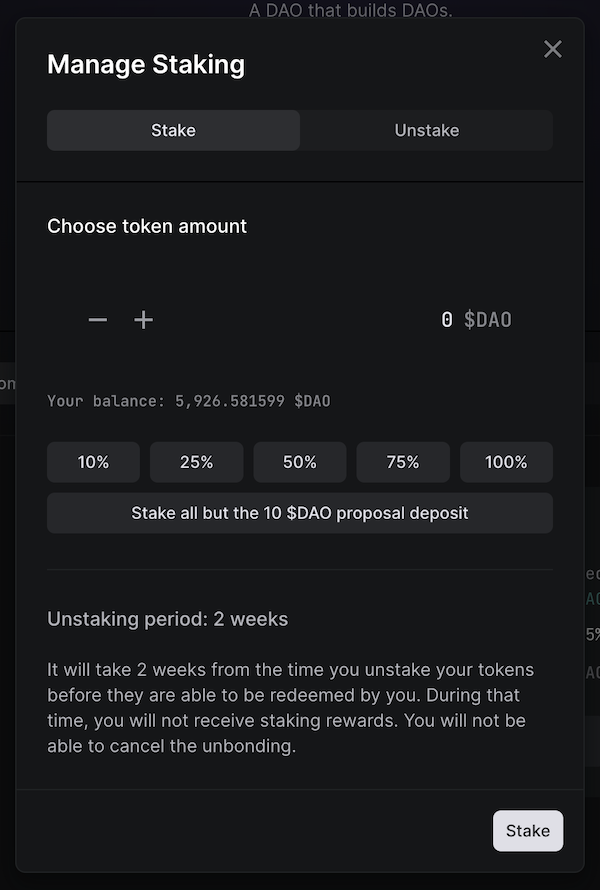 A DAO that builds DAOs.
Manage Staking
Stake
Unstake
Choose token amount
0 $DAO
Your balance: 5,926.581599 $DAO
10%
25%
50%
75%
100%
Stake all but the 10 $DAO proposal deposit
Unstaking period: 2 weeks
It will take 2 weeks from the time you unstake your tokens
before they are able to be redeemed by you. During that
time, you will not receive staking rewards. You will not be
able to cancel the unbonding.
Stake